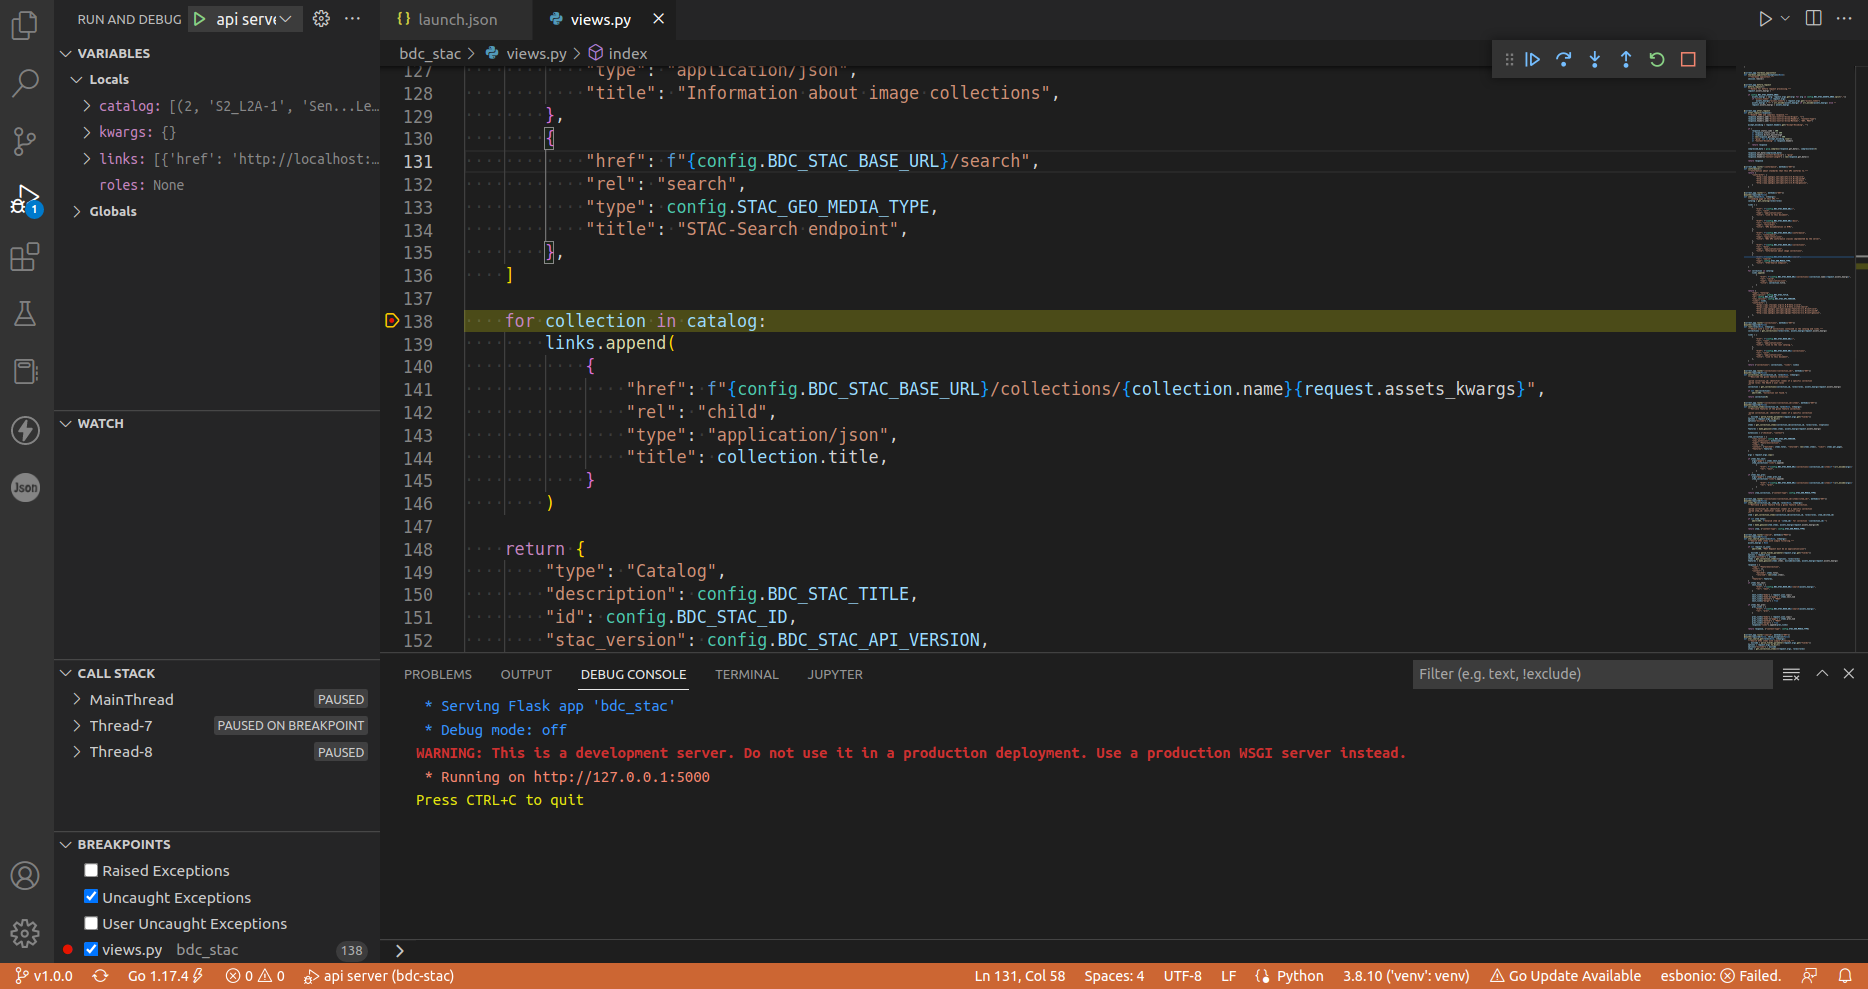 RUN AND DEBUG
api serve
launch.json
views.py
VARIABLES
Locals
catalog: [(2, 'S2_L2A-1', 'Sen...Le...
kwargs: {}
links: [{'href': 'http://localhost:...
roles: None
Globals
WATCH
CALL STACK
MainThread PAUSED
Thread-7 PAUSED ON BREAKPOINT
Thread-8 PAUSED
BREAKPOINTS
Raised Exceptions
Uncaught Exceptions
User Uncaught Exceptions
views.py bdc_stac 138
1
Json
bdc_stac > views.py > index
127 "type": "application/json",
128 "title": "Information about image collections",
129 },
130 {
131 "href": f"{config.BDC_STAC_BASE_URL}/search",
132 "rel": "search",
133 "type": config.STAC_GEO_MEDIA_TYPE,
134 "title": "STAC-Search endpoint",
135 },
136 ]
137
138 for collection in catalog:
139 links.append(
140 {
141 "href": f"{config.BDC_STAC_BASE_URL}/collections/{collection.name}{request.assets_kwargs}",
142 "rel": "child",
143 "type": "application/json",
144 "title": collection.title,
145 }
146 )
147
148 return {
149 "type": "Catalog",
150 "description": config.BDC_STAC_TITLE,
151 "id": config.BDC_STAC_ID,
152 "stac_version": config.BDC_STAC_API_VERSION,
PROBLEMS OUTPUT DEBUG CONSOLE TERMINAL JUPYTER
Filter (e.g. text, !exclude)
* Serving Flask app 'bdc_stac'
* Debug mode: off
WARNING: This is a development server. Do not use it in a production deployment. Use a production WSGI server instead.
* Running on http://127.0.0.1:5000
Press CTRL+C to quit
v1.0.0 Go 1.17.4 0 0 api server (bdc-stac) Ln 131, Col 58 Spaces: 4 UTF-8 LF Python 3.8.10 ('venv': venv) Go Update Available esbonio: Failed.